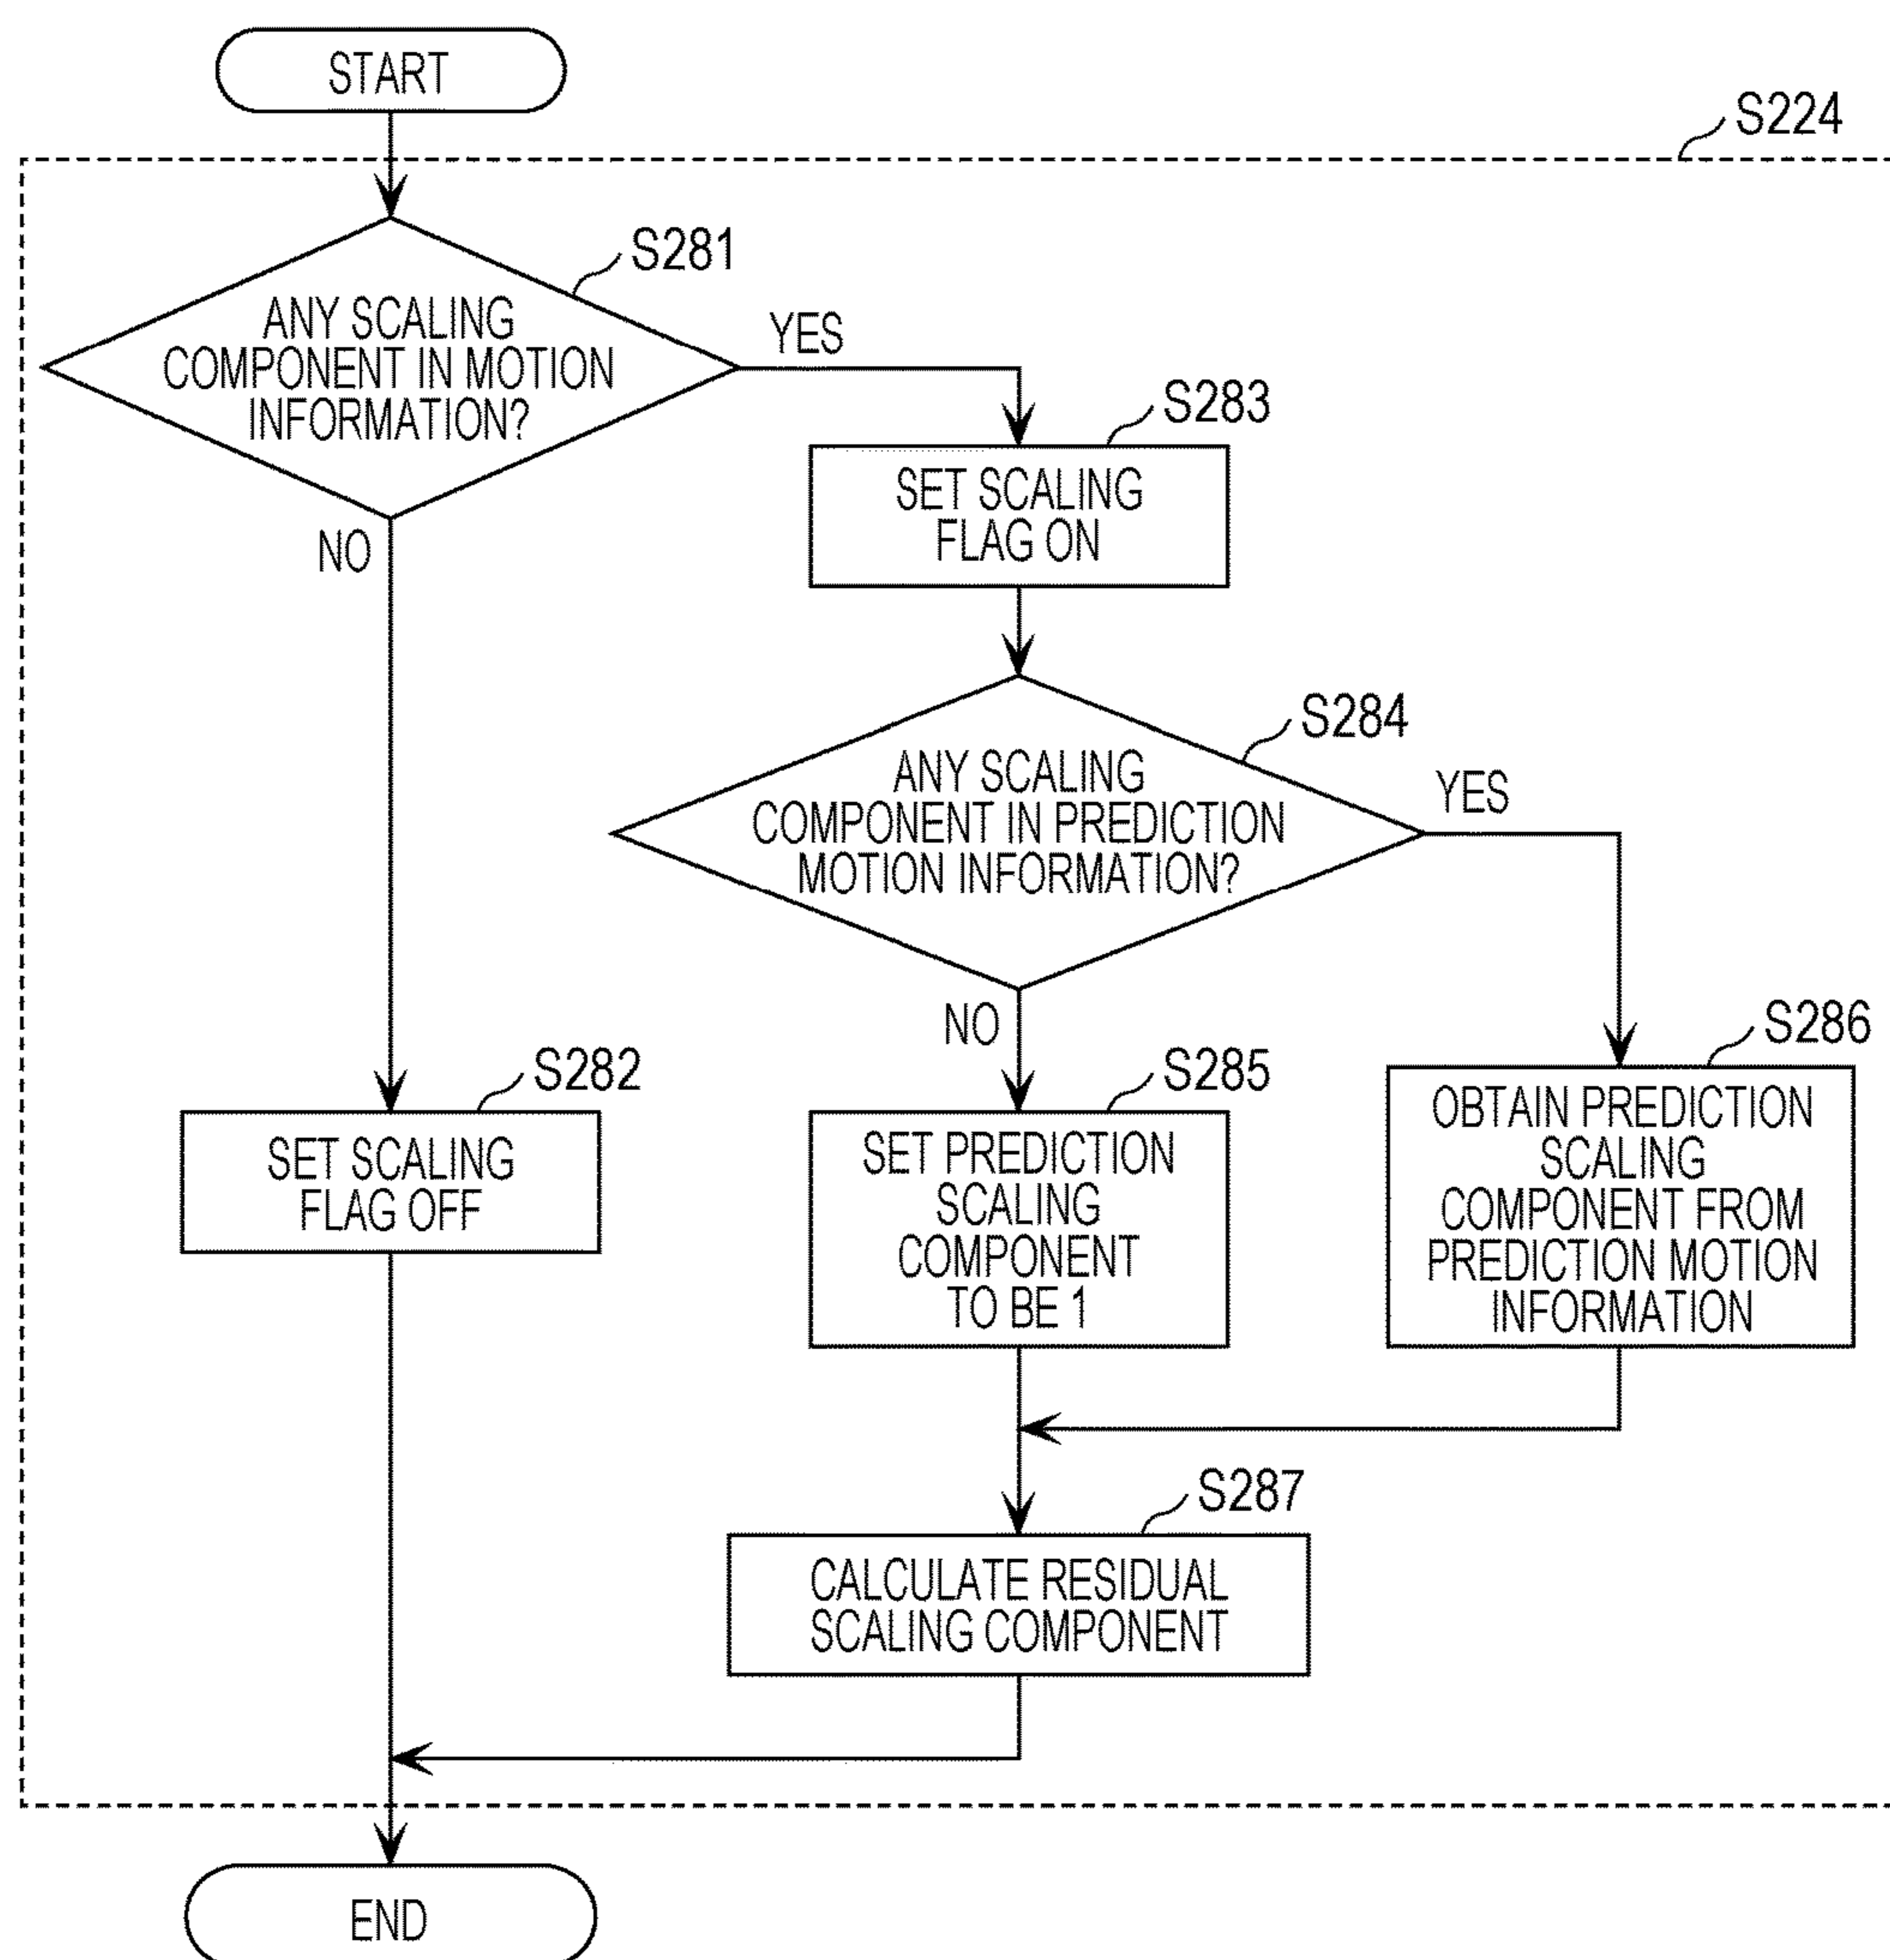 START
S224
S281
ANY SCALING
COMPONENT IN MOTION
INFORMATION?
YES
NO
S283
SET SCALING
FLAG ON
S284
ANY SCALING
COMPONENT IN PREDICTION
MOTION INFORMATION?
YES
NO
S282
SET SCALING
FLAG OFF
S285
SET PREDICTION
SCALING
COMPONENT
TO BE 1
S286
OBTAIN PREDICTION
SCALING
COMPONENT FROM
PREDICTION MOTION
INFORMATION
S287
CALCULATE RESIDUAL
SCALING COMPONENT
END